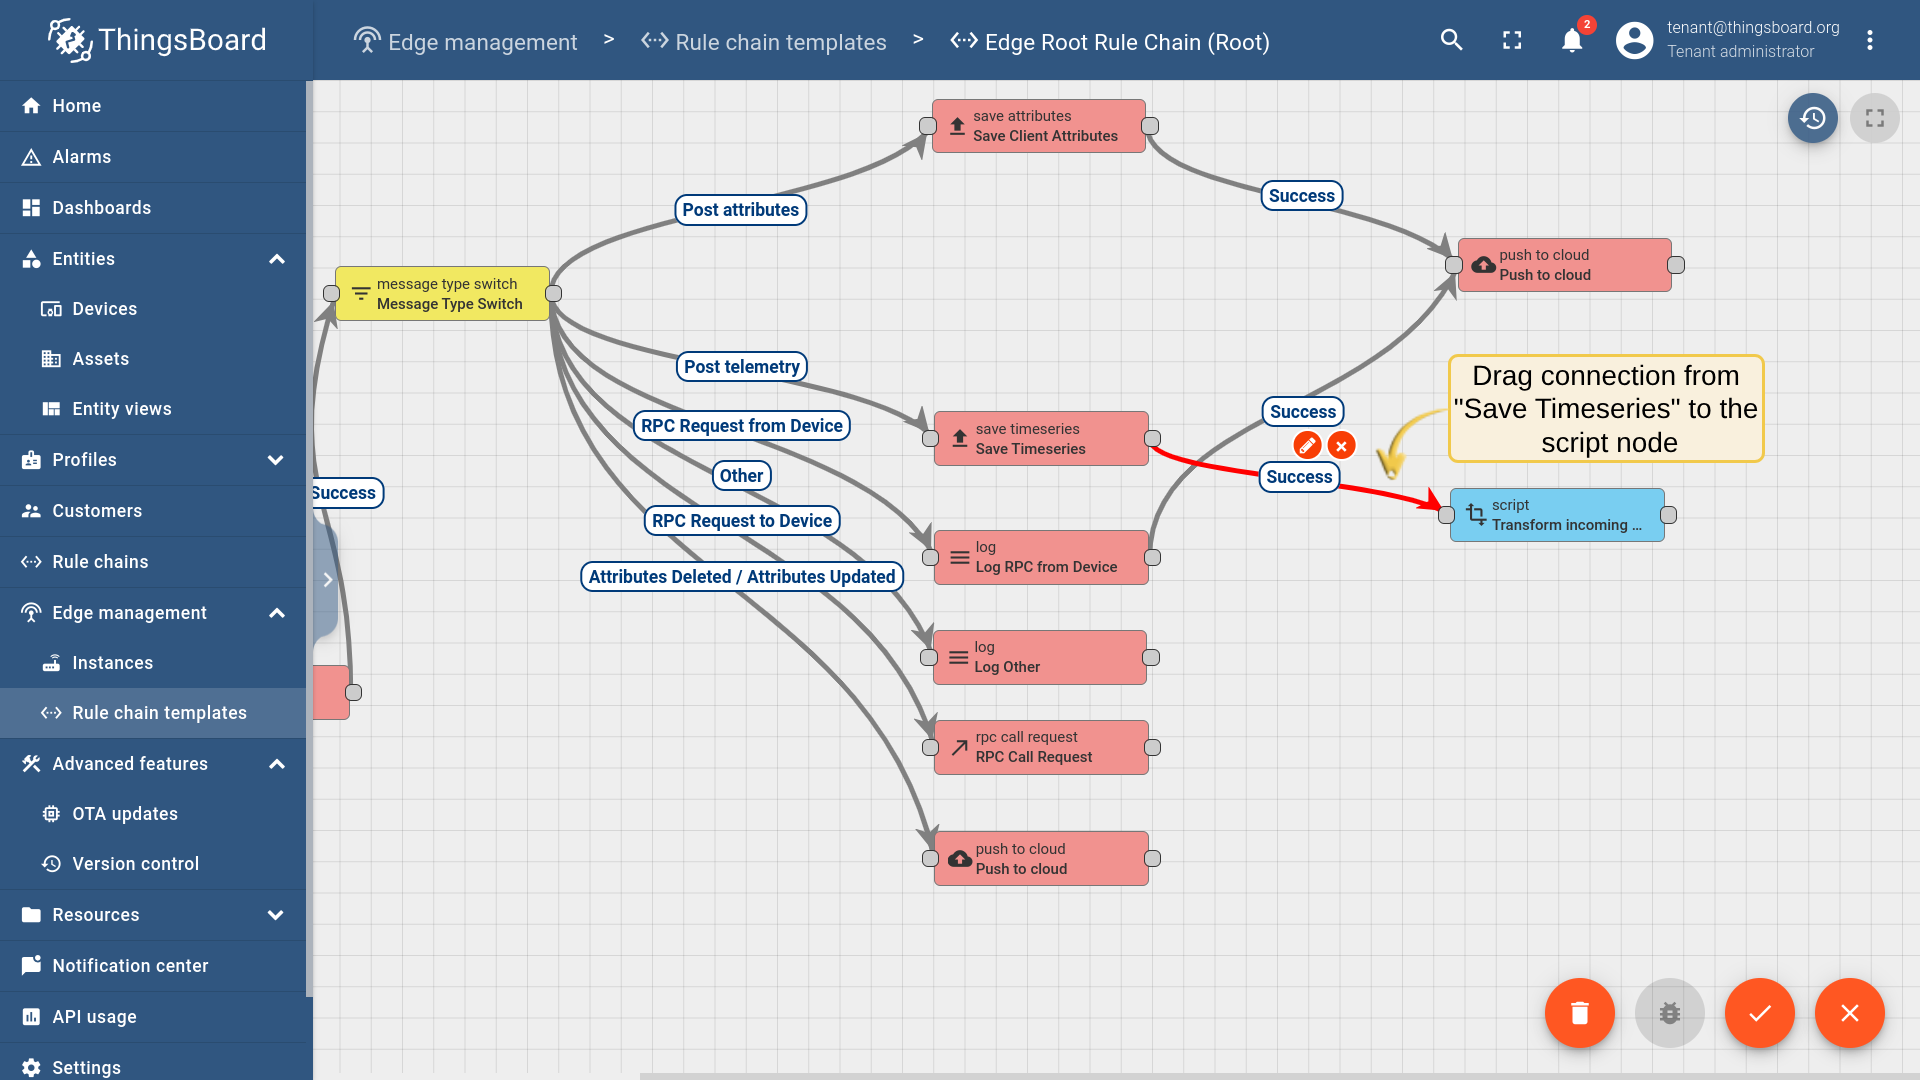 ThingsBoard
Edge management > Rule chain templates > Edge Root Rule Chain (Root)
2
tenant@thingsboard.org
Tenant administrator
Home
Alarms
Dashboards
Entities
Devices
Assets
Entity views
Profiles
Customers
Rule chains
Edge management
Instances
Rule chain templates
Advanced features
OTA updates
Version control
Resources
Notification center
API usage
Settings
save attributes
Save Client Attributes
Post attributes
Success
push to cloud
Push to cloud
message type switch
Message Type Switch
Post telemetry
Drag connection from
"Save Timeseries" to the
script node
Success
RPC Request from Device
save timeseries
Save Timeseries
Other
Success
Success
script
Transform incoming ...
RPC Request to Device
log
Log RPC from Device
Attributes Deleted / Attributes Updated
log
Log Other
rpc call request
RPC Call Request
push to cloud
Push to cloud